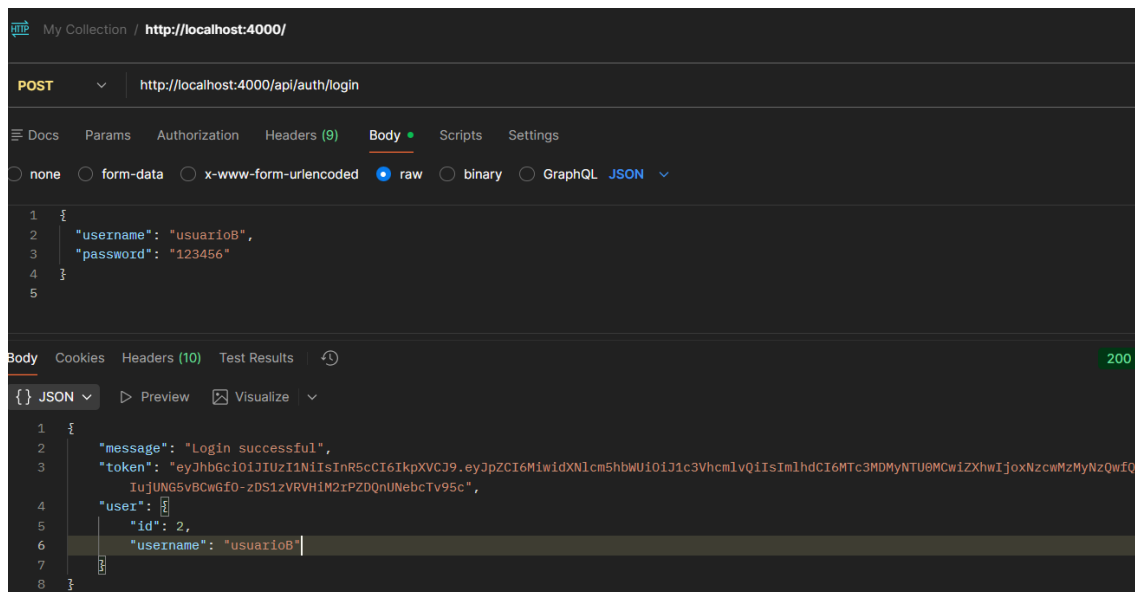 HTTP My Collection / http://localhost:4000/
POST http://localhost:4000/api/auth/login
Docs Params Authorization Headers (9) Body Scripts Settings
none form-data x-www-form-urlencoded raw binary GraphQL JSON
1 {
2 "username": "usuarioB",
3 "password": "123456"
4 }
5
Body Cookies Headers (10) Test Results 200
{} JSON Preview Visualize
1 {
2 "message": "Login successful",
3 "token": "eyJhbGciOiJIUzI1NiIsInR5cCI6IkpXVCJ9.eyJpZCI6MiwidXNlcm5hbWUiOiJ1c3VhcmlvQiIsImlhdCI6MTc3MDMyNTU0MCwiZXhwIjoxNzcwMzMyNzQwfQ
IujUNG5vBCwGfO-zDS1zVRVHiM2rPZDQnUNebcTv95c",
4 "user": {
5 "id": 2,
6 "username": "usuarioB"
7 }
8 }